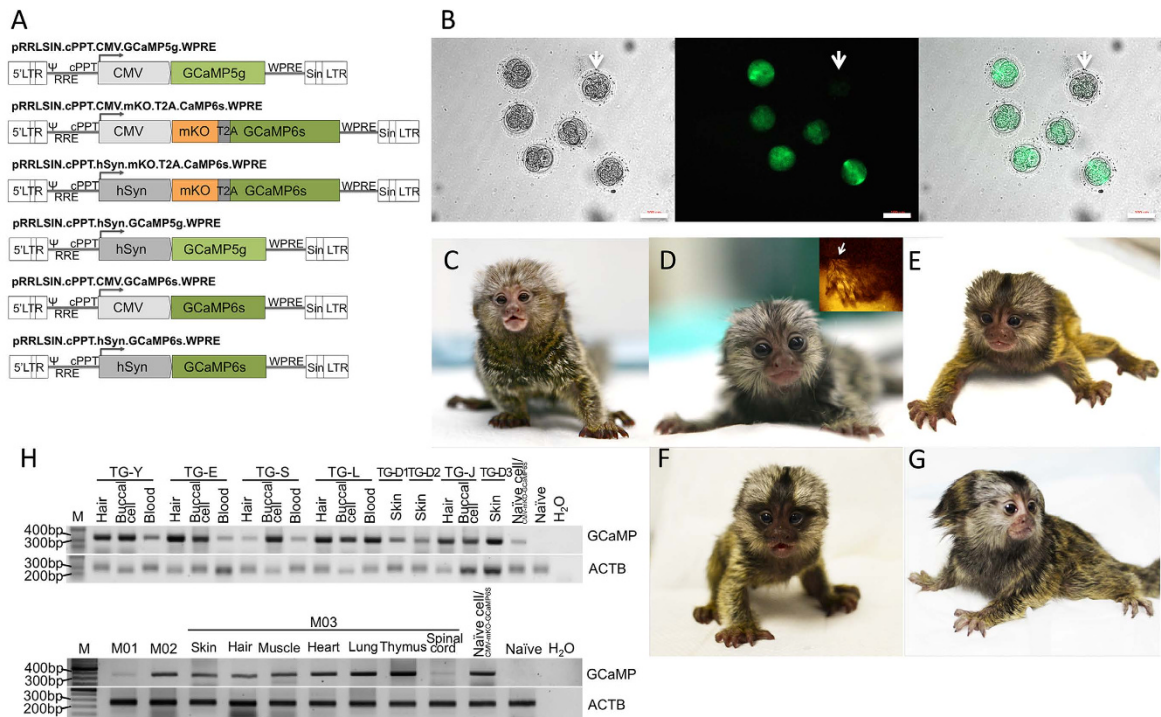 A
pRRLSIN.cPPT.CMV.GCaMP5g.WPRE
5'LTR Ψ RRE cPPT CMV GCaMP5g WPRE Sin LTR
pRRLSIN.cPPT.CMV.mKO.T2A.CaMP6s.WPRE
5'LTR Ψ RRE cPPT CMV mKO T2A GCaMP6s WPRE Sin LTR
pRRLSIN.cPPT.hSyn.mKO.T2A.CaMP6s.WPRE
5'LTR Ψ RRE cPPT hSyn mKO T2A GCaMP6s WPRE Sin LTR
pRRLSIN.cPPT.hSyn.GCaMP5g.WPRE
5'LTR Ψ RRE cPPT hSyn GCaMP5g WPRE Sin LTR
pRRLSIN.cPPT.CMV.GCaMP6s.WPRE
5'LTR Ψ RRE cPPT CMV GCaMP6s WPRE Sin LTR
pRRLSIN.cPPT.hSyn.GCaMP6s.WPRE
5'LTR Ψ RRE cPPT hSyn GCaMP6s WPRE Sin LTR
B
C
D
E
F
G
H
TG-Y TG-E TG-S TG-L TG-D1 TG-D2 TG-J TG-D3
M Hair Buccal cell Blood Hair Buccal cell Blood Hair Buccal cell Blood Hair Buccal cell Blood Skin Skin Hair Buccal cell Skin Naïve cell/ CMV-mKO-GCaMP6S Naïve H2O
400bp
300bp GCaMP
300bp
200bp ACTB
M03
M M01 M02 Skin Hair Muscle Heart Lung Thymus Spinal cord Naïve cell/ CMV-mKO-GCaMP6S Naïve H2O
400bp
300bp GCaMP
300bp
200bp ACTB